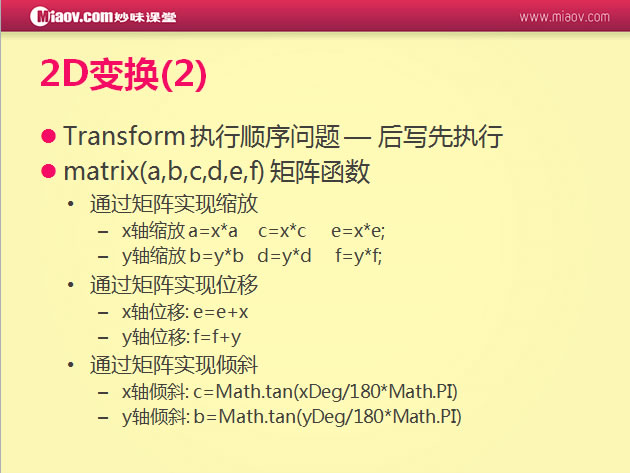 Miaov.com 妙味课堂
www.miaov.com
2D变换(2)
Transform 执行顺序问题 — 后写先执行
matrix(a,b,c,d,e,f) 矩阵函数
• 通过矩阵实现缩放
– x轴缩放 a=x*a c=x*c e=x*e;
– y轴缩放 b=y*b d=y*d f=y*f;
• 通过矩阵实现位移
– x轴位移: e=e+x
– y轴位移: f=f+y
• 通过矩阵实现倾斜
– x轴倾斜: c=Math.tan(xDeg/180*Math.PI)
– y轴倾斜: b=Math.tan(yDeg/180*Math.PI)